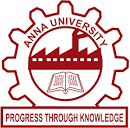 ANNA UNIVERSITY
PROGRESS THROUGH KNOWLEDGE